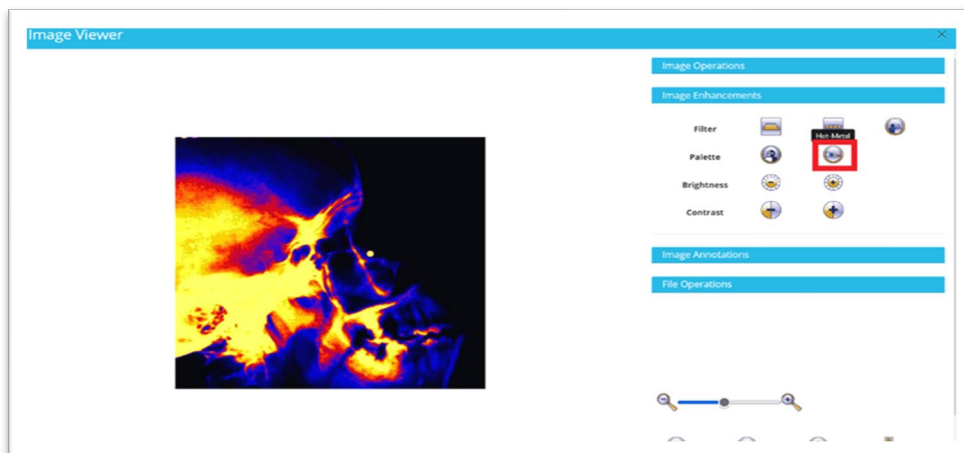 Image Viewer
Image Operations
Image Enhancements
Filter
Hot-Metal
Palette
Brightness
Contrast
Image Annotations
File Operations